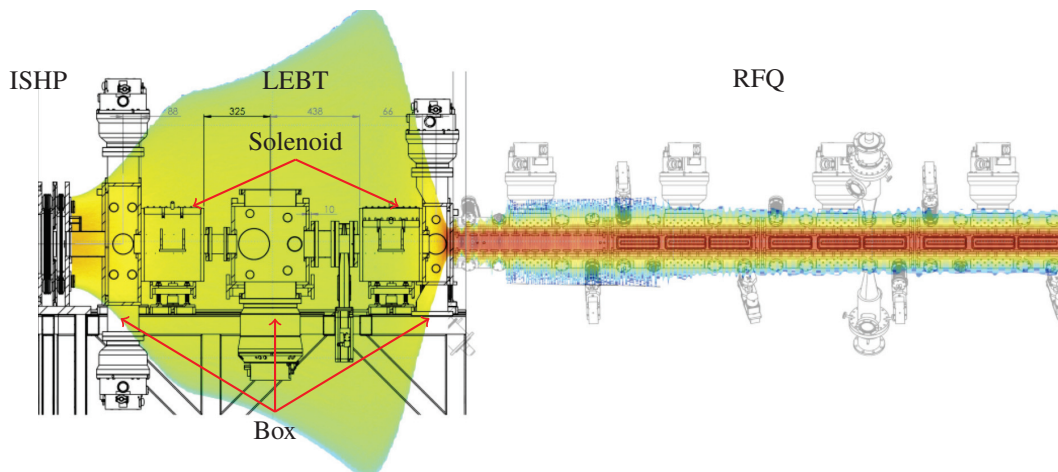 ISHP
LEBT
RFQ
88
325
438
66
Solenoid
10
Box